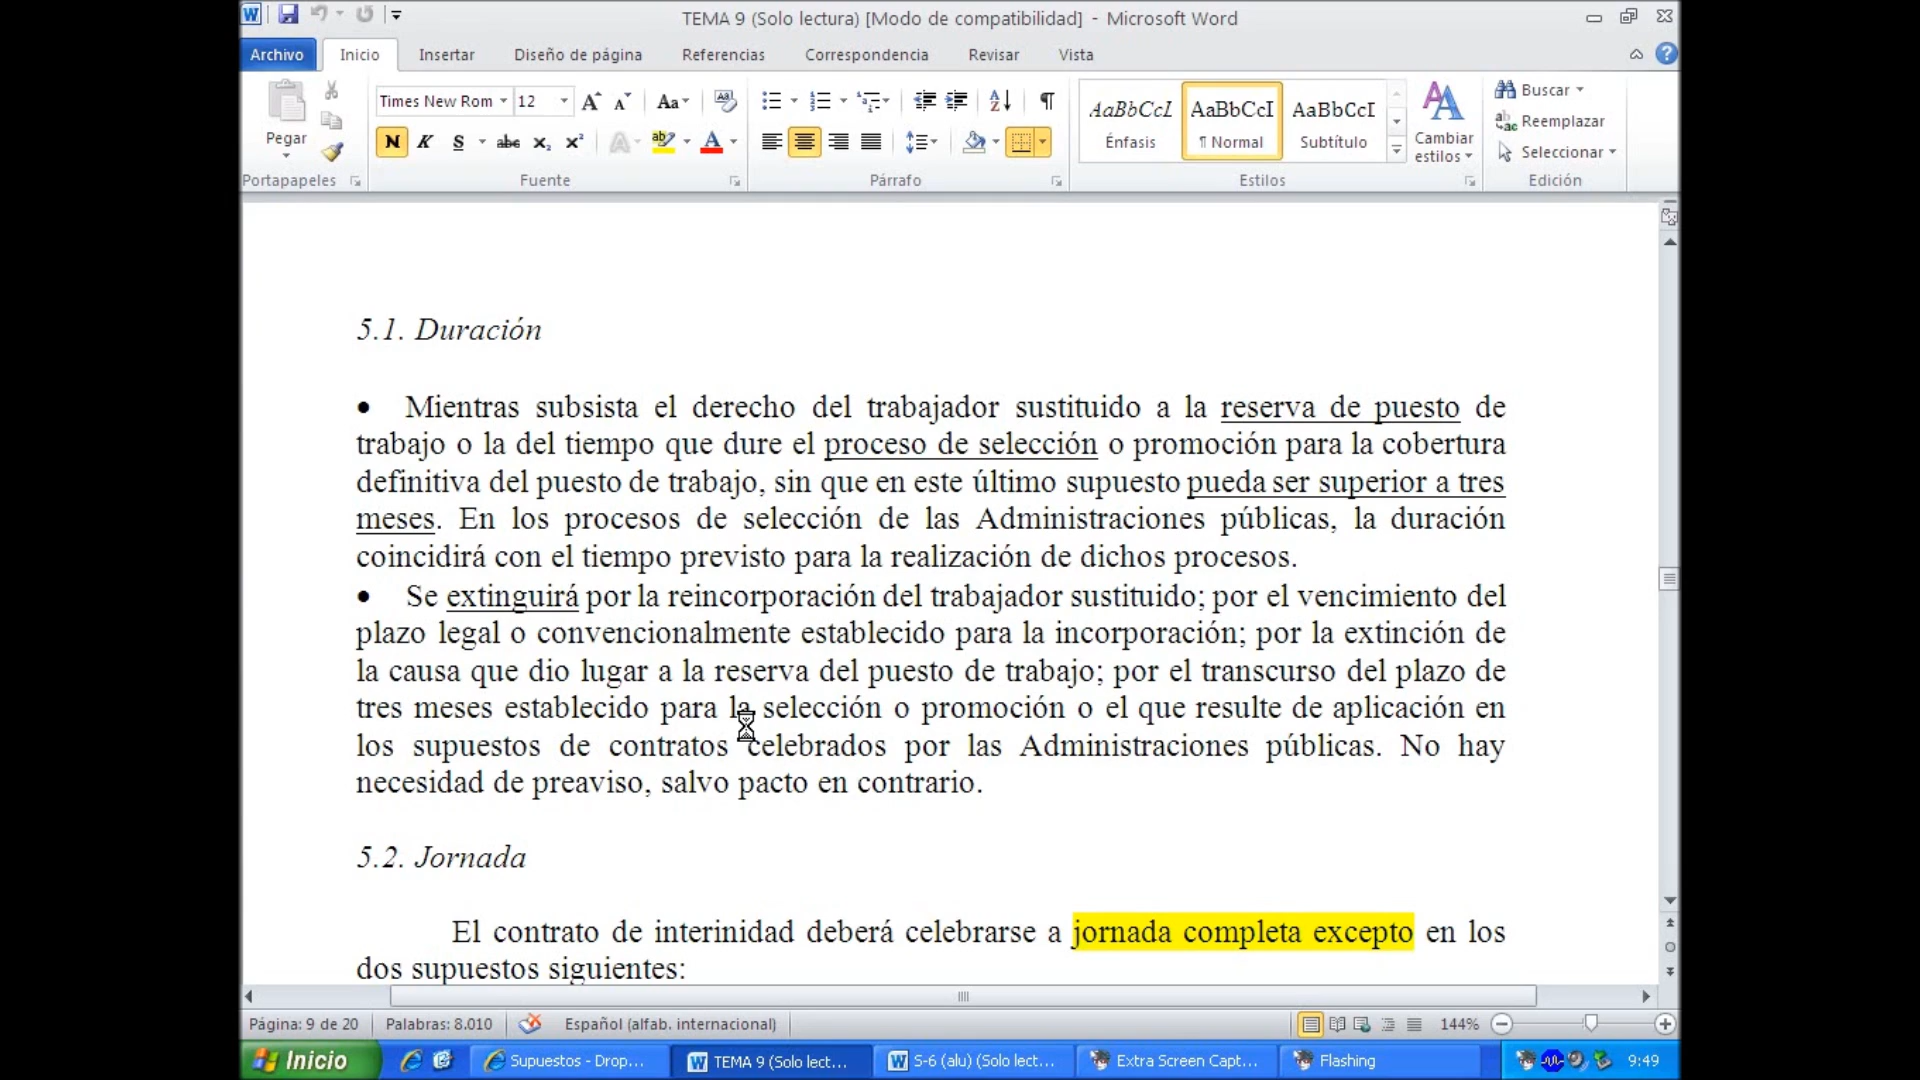 TEMA 9 (Solo lectura) [Modo de compatibilidad] - Microsoft Word
Archivo Inicio Insertar Diseño de página Referencias Correspondencia Revisar Vista
Pegar
Portapapeles
Times New Rom 12
N K S abc x₂ x²
Fuente
Párrafo
AaBbCcI AaBbCcI AaBbCcI
Énfasis ¶ Normal Subtítulo
Cambiar estilos
Estilos
Buscar
Reemplazar
Seleccionar
Edición
5.1. Duración
• Mientras subsista el derecho del trabajador sustituido a la reserva de puesto de
trabajo o la del tiempo que dure el proceso de selección o promoción para la cobertura
definitiva del puesto de trabajo, sin que en este último supuesto pueda ser superior a tres
meses. En los procesos de selección de las Administraciones públicas, la duración
coincidirá con el tiempo previsto para la realización de dichos procesos.
• Se extinguirá por la reincorporación del trabajador sustituido; por el vencimiento del
plazo legal o convencionalmente establecido para la incorporación; por la extinción de
la causa que dio lugar a la reserva del puesto de trabajo; por el transcurso del plazo de
tres meses establecido para la selección o promoción o el que resulte de aplicación en
los supuestos de contratos celebrados por las Administraciones públicas. No hay
necesidad de preaviso, salvo pacto en contrario.
5.2. Jornada
El contrato de interinidad deberá celebrarse a jornada completa excepto en los
dos supuestos siguientes:
Página: 9 de 20 Palabras: 8.010 Español (alfab. internacional) 144%
Inicio Supuestos - Drop... TEMA 9 (Solo lect... S-6 (alu) (Solo lect... Extra Screen Capt... Flashing 9:49